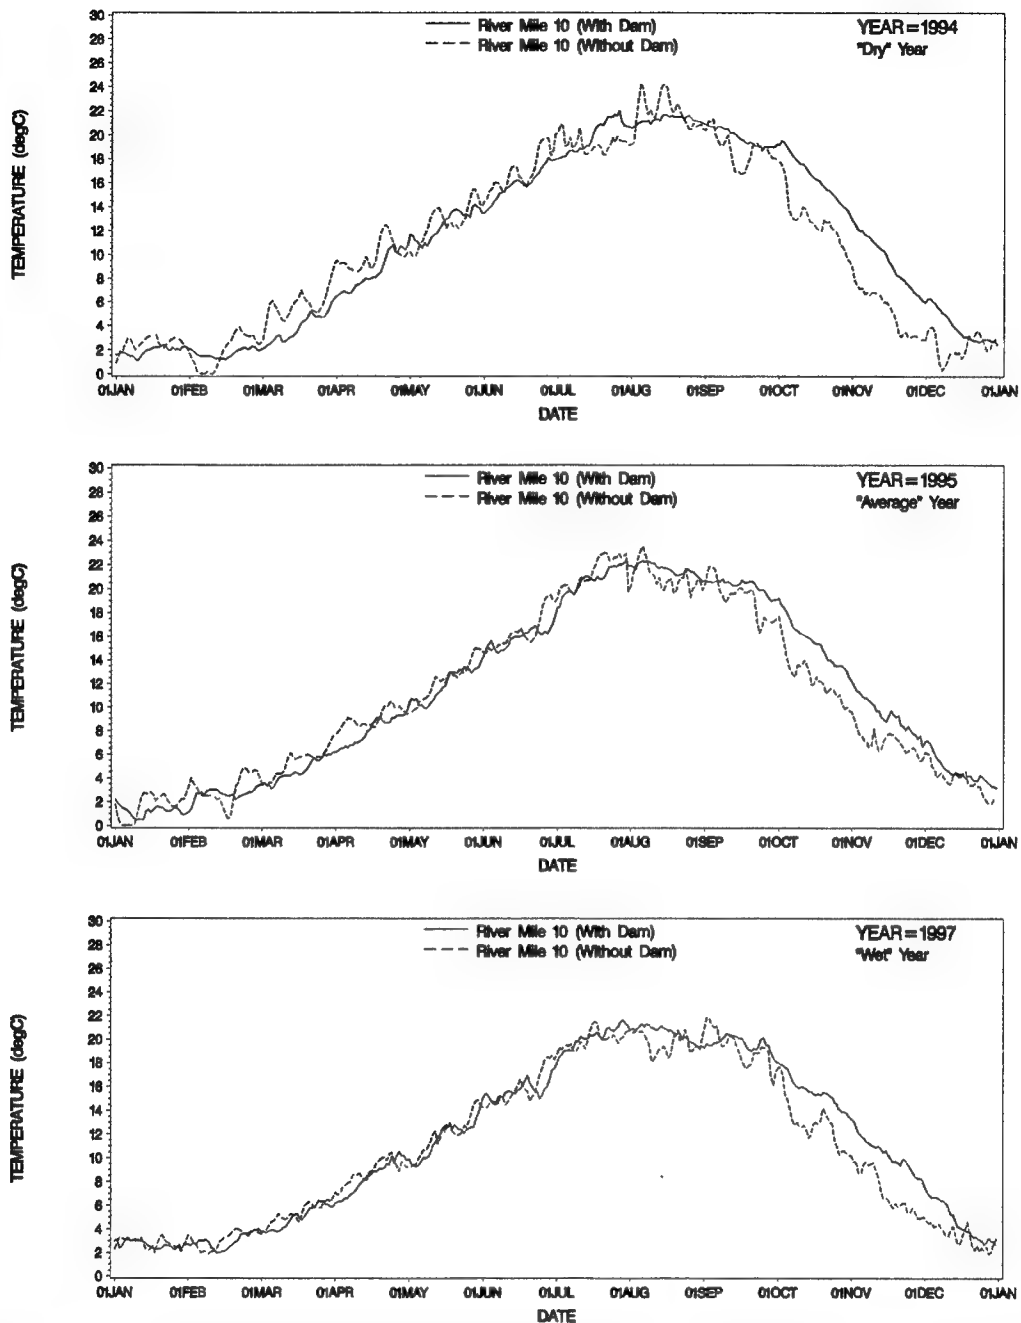 River Mile 10 (With Dam)
River Mile 10 (Without Dam)
YEAR=1994
"Dry" Year
TEMPERATURE (degC)
30
28
26
24
22
20
18
16
14
12
10
8
6
4
2
0
01JAN 01FEB 01MAR 01APR 01MAY 01JUN 01JUL 01AUG 01SEP 01OCT 01NOV 01DEC 01JAN
DATE
River Mile 10 (With Dam)
River Mile 10 (Without Dam)
YEAR=1995
"Average" Year
TEMPERATURE (degC)
30
28
26
24
22
20
18
16
14
12
10
8
6
4
2
0
01JAN 01FEB 01MAR 01APR 01MAY 01JUN 01JUL 01AUG 01SEP 01OCT 01NOV 01DEC 01JAN
DATE
River Mile 10 (With Dam)
River Mile 10 (Without Dam)
YEAR=1997
"Wet" Year
TEMPERATURE (degC)
30
28
26
24
22
20
18
16
14
12
10
8
6
4
2
0
01JAN 01FEB 01MAR 01APR 01MAY 01JUN 01JUL 01AUG 01SEP 01OCT 01NOV 01DEC 01JAN
DATE